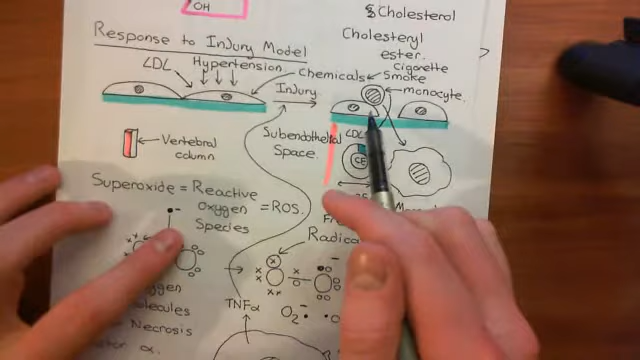 OH
& Cholesterol
Cholesteryl
ester.
Response to Injury Model
Cigarette
Smoke
LDL
Hypertension
Chemicals
Injury
monocyte.
Vertebral
column
Subendothelial
Space.
LDL
CE
Superoxide = Reactive
Oxygen
Species
= ROS.
Radica
TNFα
O2
Necrosis
α.